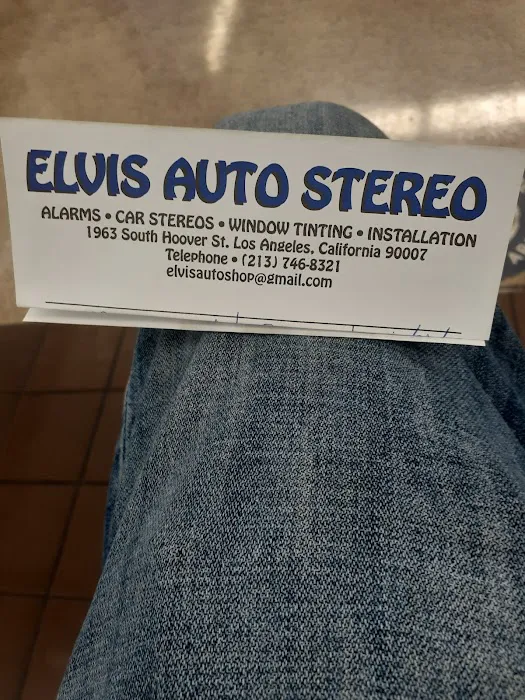 ELVIS AUTO STEREO
ALARMS • CAR STEREOS • WINDOW TINTING • INSTALLATION
1963 South Hoover St. Los Angeles, California 90007
Telephone • (213) 746-8321
elvisautoshop@gmail.com